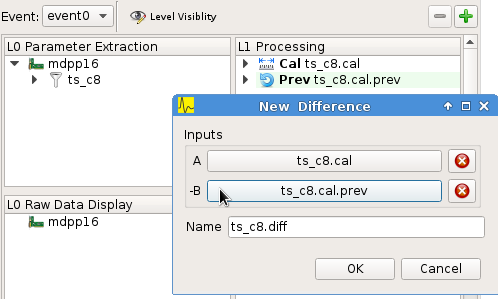 Event: event0 Level Visiblity
L0 Parameter Extraction
mdpp16
ts_c8
L1 Processing
Cal ts_c8.cal
Prev ts_c8.cal.prev
L0 Raw Data Display
mdpp16
New Difference
Inputs
A ts_c8.cal
-B ts_c8.cal.prev
Name ts_c8.diff
OK Cancel